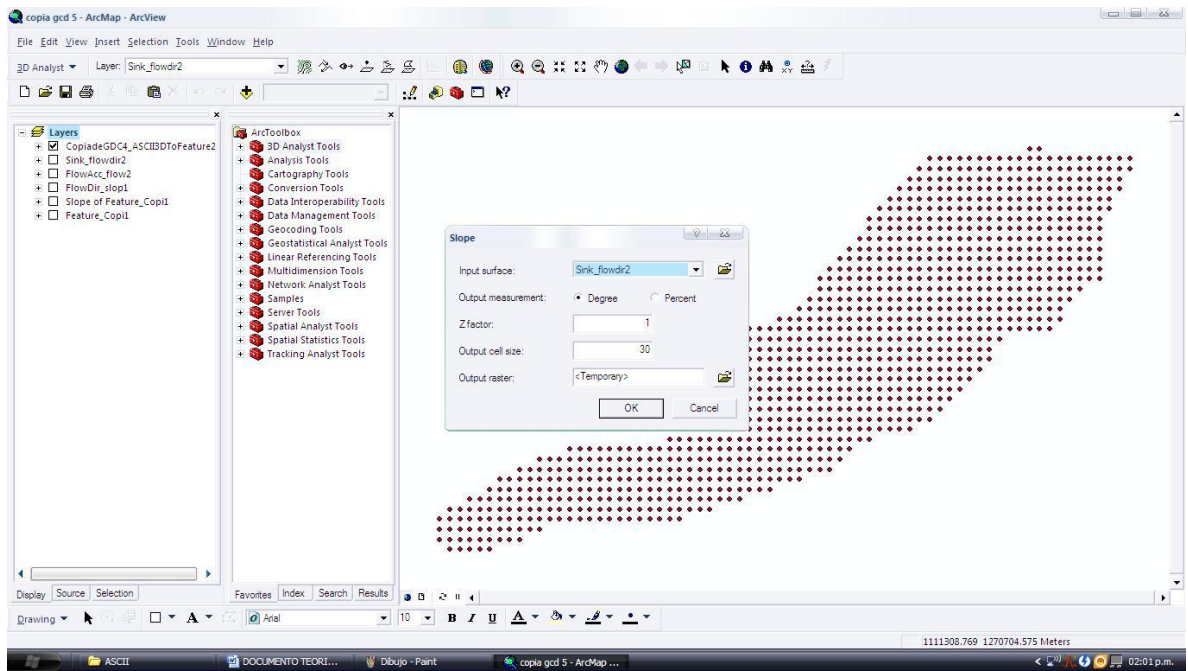 copia gcd 5 - ArcMap - ArcView
File Edit View Insert Selection Tools Window Help
3D Analyst Layer: Sink_flowdir2
Layers
CopiadeGDC4_ASCII3DToFeature2
Sink_flowdir2
FlowAcc_flow2
FlowDir_slop1
Slope of Feature_Copi1
Feature_Copi1
Display Source Selection
ArcToolbox
3D Analyst Tools
Analysis Tools
Cartography Tools
Conversion Tools
Data Interoperability Tools
Data Management Tools
Geocoding Tools
Geostatistical Analyst Tools
Linear Referencing Tools
Multidimension Tools
Network Analyst Tools
Samples
Server Tools
Spatial Analyst Tools
Spatial Statistics Tools
Tracking Analyst Tools
Favorites Index Search Results
Slope
Input surface: Sink_flowdir2
Output measurement: Degree Percent
Z factor: 1
Output cell size: 30
Output raster: <Temporary>
OK Cancel
Drawing A Arial 10 B I U A
1111308.769 1270704.575 Meters
ASCII DOCUMENTO TEORI... Dibujo - Paint copia gcd 5 - ArcMap ... 02:01 p.m.